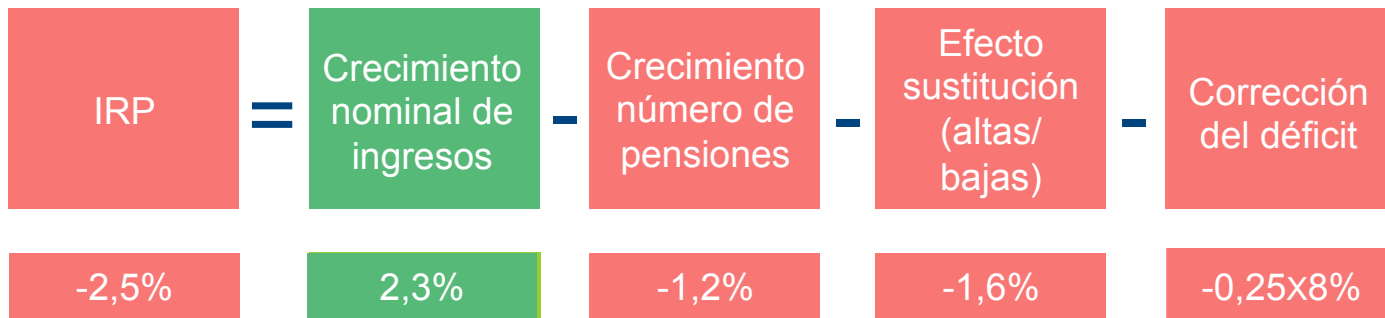 IRP
=
Crecimiento
nominal de
ingresos
-
Crecimiento
número de
pensiones
-
Efecto
sustitución
(altas/
bajas)
-
Corrección
del déficit
-2,5%
2,3%
-1,2%
-1,6%
-0,25X8%